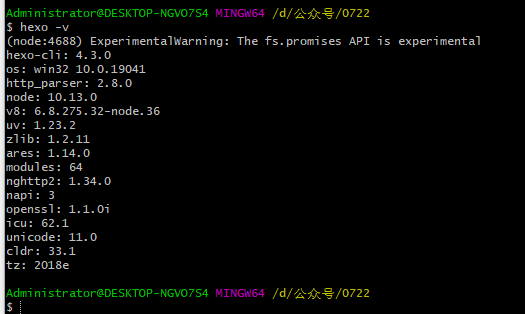 Administrator@DESKTOP-NGVO7S4 MINGW64 /d/公众号/0722
$ hexo -v
(node:4688) ExperimentalWarning: The fs.promises API is experimental
hexo-cli: 4.3.0
os: win32 10.0.19041
http_parser: 2.8.0
node: 10.13.0
v8: 6.8.275.32-node.36
uv: 1.23.2
zlib: 1.2.11
ares: 1.14.0
modules: 64
nghttp2: 1.34.0
napi: 3
openssl: 1.1.0i
icu: 62.1
unicode: 11.0
cldr: 33.1
tz: 2018e
Administrator@DESKTOP-NGVO7S4 MINGW64 /d/公众号/0722
$